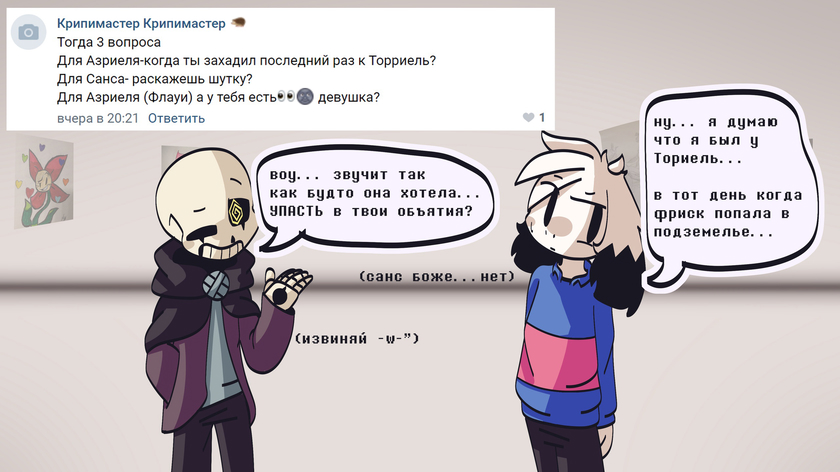 Крипимастер Крипимастер
Тогда 3 вопроса
Для Азриеля-когда ты захадил последний раз к Торриель?
Для Санса- раскажешь шутку?
Для Азриеля (Флауи) а у тебя есть👀🌚 девушка?
вчера в 20:21 Ответить
1
ну... я думаю
что я был у
Ториель...
в тот день когда
фриск попала в
подземелье...
воу... звучит так
как будто она хотела...
УПАСТЬ в твои объятия?
(санс боже...нет)
(извиняй -w-”)